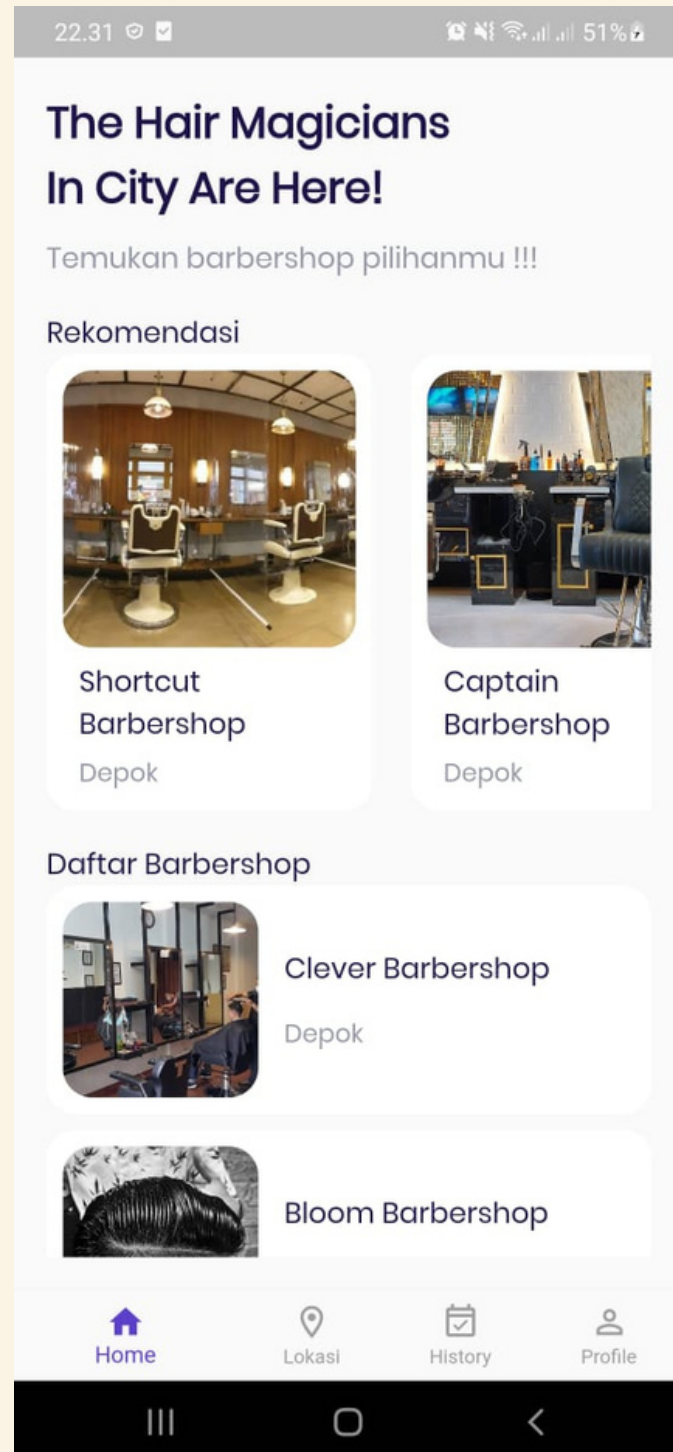 22.31
51%
The Hair Magicians
In City Are Here!
Temukan barbershop pilihanmu !!!
Rekomendasi
Shortcut
Barbershop
Depok
Captain
Barbershop
Depok
Daftar Barbershop
Clever Barbershop
Depok
Bloom Barbershop
Home
Lokasi
History
Profile